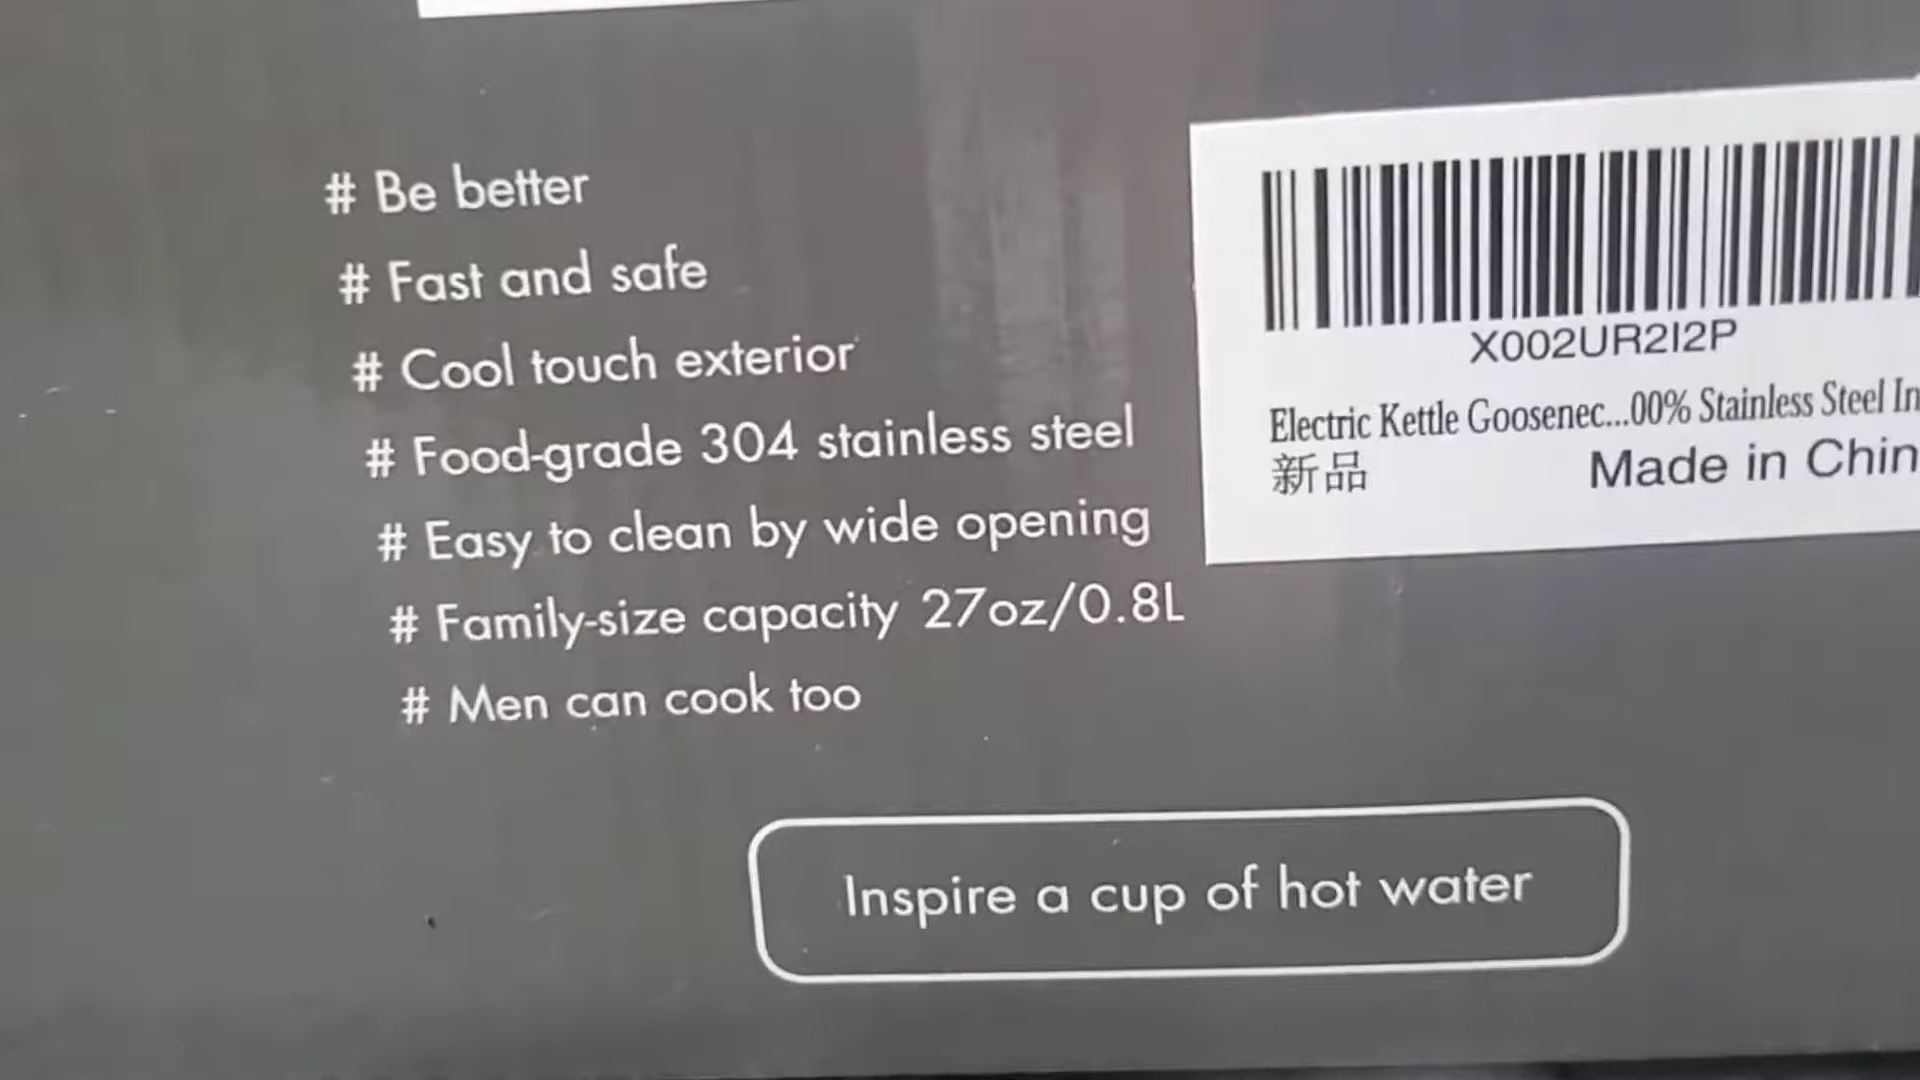 # Be better
# Fast and safe
# Cool touch exterior
# Food-grade 304 stainless steel
# Easy to clean by wide opening
# Family-size capacity 27oz/0.8L
# Men can cook too
X002UR2I2P
Electric Kettle Goosenec...00% Stainless Steel In
新品 Made in Chin
Inspire a cup of hot water